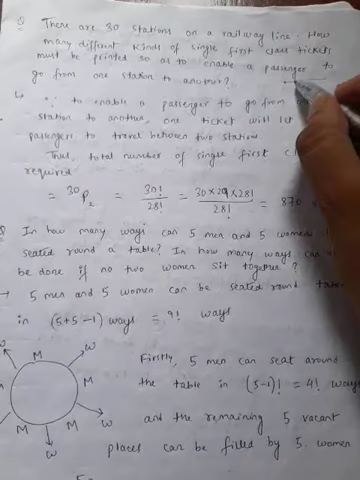 Q There are 30 stations on a railway line. How
many different kinds of single first class tickets
must be printed so as to enable a passenger to
go from one station to another?
↳ ∵ to enable a passenger to go from one
station to another, one ticket will let
passengers to travel between two stations
Thus, total number of single first
required
= ³⁰P₂ = 30!/28! = 30×29×28!/28! = 870
Q In how many ways can 5 men and 5 women
seated round a table? In how many ways can
be done if no two women sit together?
→ 5 men and 5 women can be seated round table
in (5+5-1) ways = 9! ways
W W
M Firstly, 5 men can seat around
M M the table in (5-1)! = 4! ways
M M W and the remaining 5 vacant
W places can be filled by 5 women